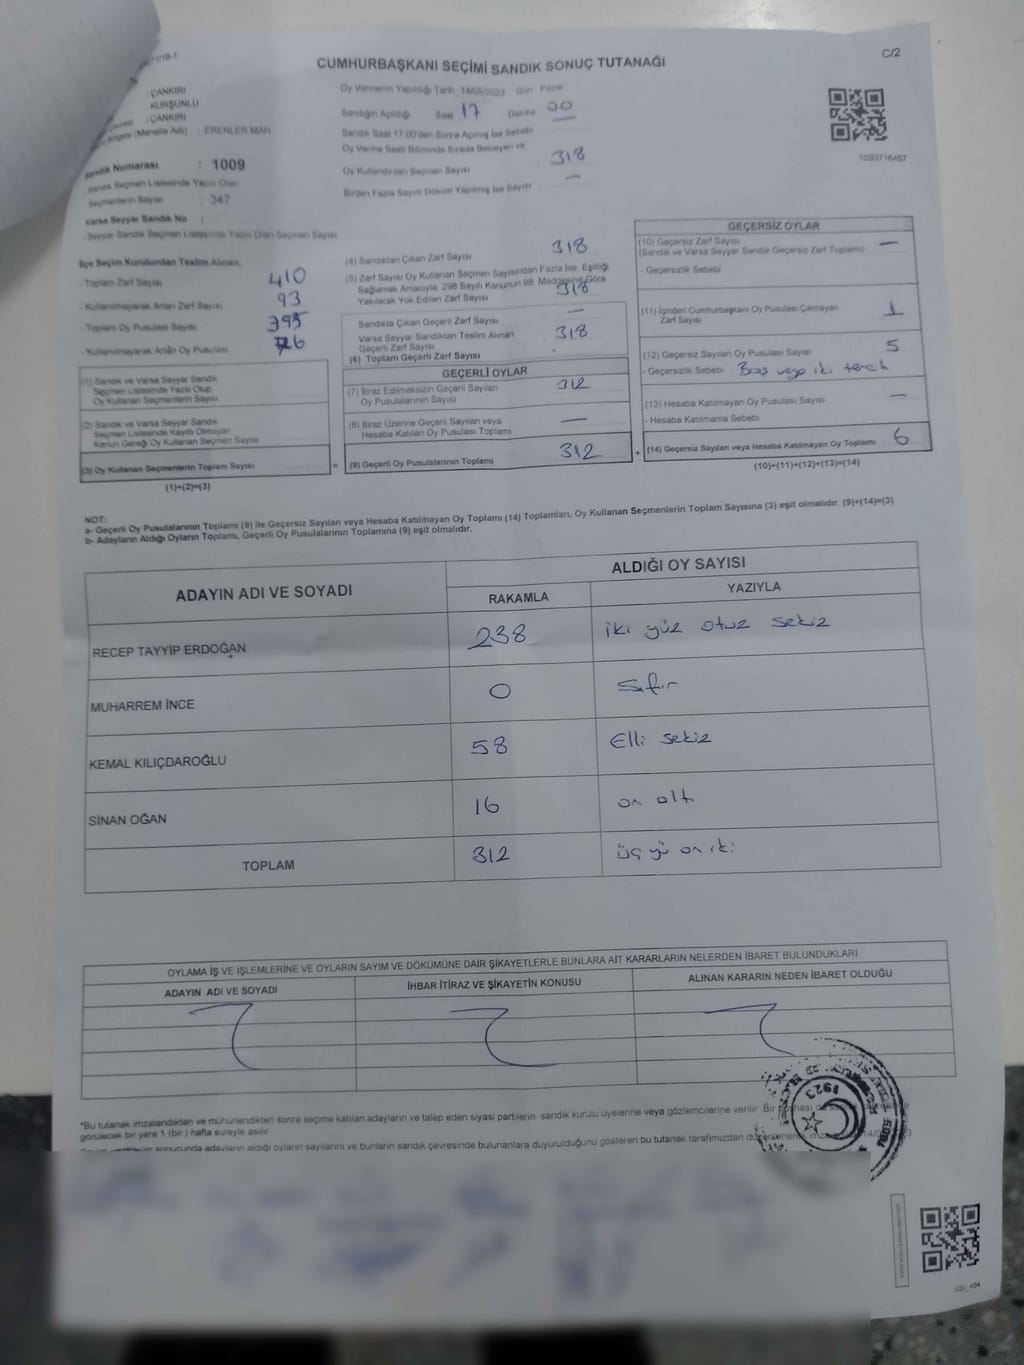 CUMHURBAŞKANI SEÇİMİ SANDIK SONUÇ TUTANAĞI
C/2
ÇANKIRI
KURŞUNLU
: ÇANKIRI
Bölgesi (Mahalle Adı) : ERENLER MAH
Sandık Numarası : 1009
Sandık Seçmen Listesinde Yazılı Olan
Seçmenlerin Sayısı : 347
Varsa Seyyar Sandık No :
- Seyyar Sandık Seçmen Listesinde Yazılı Olan Seçmen Sayısı
Oy Vermenin Yapıldığı Tarih :14/05/2023 Gün : Pazar
Sandığın Açıldığı Saat 17 Dakika 00
Sandık Saat 17:00'den Sonra Açılmış İse Sebebi —
Oy Verme Saati Bitiminde Sırada Bekleyen ve
Oy Kullandırılan Seçmen Sayısı 318
Birden Fazla Sayım Döküm Yapılmış İse Sayısı —
1093716457
İlçe Seçim Kurulundan Teslim Alınan;
- Toplam Zarf Sayısı 410
- Kullanılmayarak Artan Zarf Sayısı 93
- Toplam Oy Pusulası Sayısı 395
- Kullanılmayarak Artan Oy Pusulası
(1) Sandık ve Varsa Seyyar Sandık
Seçmen Listesinde Yazılı Olup
Oy Kullanan Seçmenlerin Sayısı
(2) Sandık ve Varsa Seyyar Sandık
Seçmen Listesinde Kayıtlı Olmayan
Kanun Gereği Oy Kullanan Seçmen Sayısı
(3) Oy Kullanan Seçmenlerin Toplam Sayısı
(1)+(2)=(3)
(4) Sandıktan Çıkan Zarf Sayısı 318
(5) Zarf Sayısı Oy Kullanan Seçmen Sayısından Fazla İse, Eşitliği
Sağlamak Amacıyla, 298 Sayılı Kanunun 98. Maddesine Göre
Yakılarak Yok Edilen Zarf Sayısı 318
Sandıkta Çıkan Geçerli Zarf Sayısı —
Varsa Seyyar Sandıktan Teslim Alınan
Geçerli Zarf Sayısı 318
(6) Toplam Geçerli Zarf Sayısı
GEÇERLİ OYLAR
(7) İtiraz Edilmeksizin Geçerli Sayılan
Oy Pusulalarının Sayısı 312
(8) İtiraz Üzerine Geçerli Sayılan veya
Hesaba Katılan Oy Pusulası Toplamı —
= (9) Geçerli Oy Pusulalarının Toplamı 312
GEÇERSİZ OYLAR
(10) Geçersiz Zarf Sayısı —
(Sandık ve Varsa Seyyar Sandık Geçersiz Zarf Toplamı)
- Geçersizlik Sebebi
(11) İçinden Cumhurbaşkanı Oy Pusulası Çıkmayan
Zarf Sayısı 1
(12) Geçersiz Sayılan Oy Pusulası Sayısı 5
- Geçersizlik Sebebi Boş veya iki tercih
(13) Hesaba Katılmayan Oy Pusulası Sayısı —
- Hesaba Katılmama Sebebi
+ (14) Geçersiz Sayılan veya Hesaba Katılmayan Oy Toplamı 6
(10)+(11)+(12)+(13)=(14)
NOT:
a- Geçerli Oy Pusulalarının Toplamı (9) ile Geçersiz Sayılan veya Hesaba Katılmayan Oy Toplamı (14) Toplamları, Oy Kullanan Seçmenlerin Toplam Sayısına (3) eşit olmalıdır. (9)+(14)=(3)
b- Adayların Aldığı Oyların Toplamı, Geçerli Oy Pusulalarının Toplamına (9) eşit olmalıdır.
ADAYIN ADI VE SOYADI
ALDIĞI OY SAYISI
RAKAMLA YAZIYLA
RECEP TAYYİP ERDOĞAN 238 iki yüz otuz sekiz
MUHARREM İNCE 0 Sıfır
KEMAL KILIÇDAROĞLU 58 Elli sekiz
SİNAN OĞAN 16 on altı
TOPLAM 312 üç yü on iki
OYLAMA İŞ VE İŞLEMLERİNE VE OYLARIN SAYIM VE DÖKÜMÜNE DAİR ŞİKAYETLERLE BUNLARA AİT KARARLARIN NELERDEN İBARET BULUNDUKLARI
ADAYIN ADI VE SOYADI İHBAR İTİRAZ VE ŞİKAYETİN KONUSU ALINAN KARARIN NEDEN İBARET OLDUĞU
*Bu tutanak imzalandıktan ve mühürlendikten sonra seçime katılan adayların ve talep eden siyasi partilerin sandık kurulu üyelerine veya gözlemcilerine verilir. Bir
görülecek bir yere 1 (bir) hafta süreyle asılır.
sonucunda adayların aldığı oyların sayılarını ve bunların sandık çevresinde bulunanlara duyurulduğunu gösteren bu tutanak tarafımızdan
1923